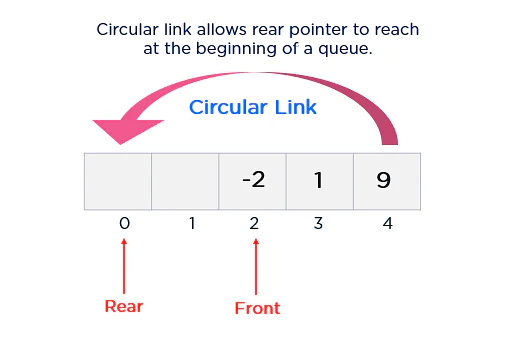 Circular link allows rear pointer to reach
at the beginning of a queue.
Circular Link
-2 1 9
0 1 2 3 4
Rear Front